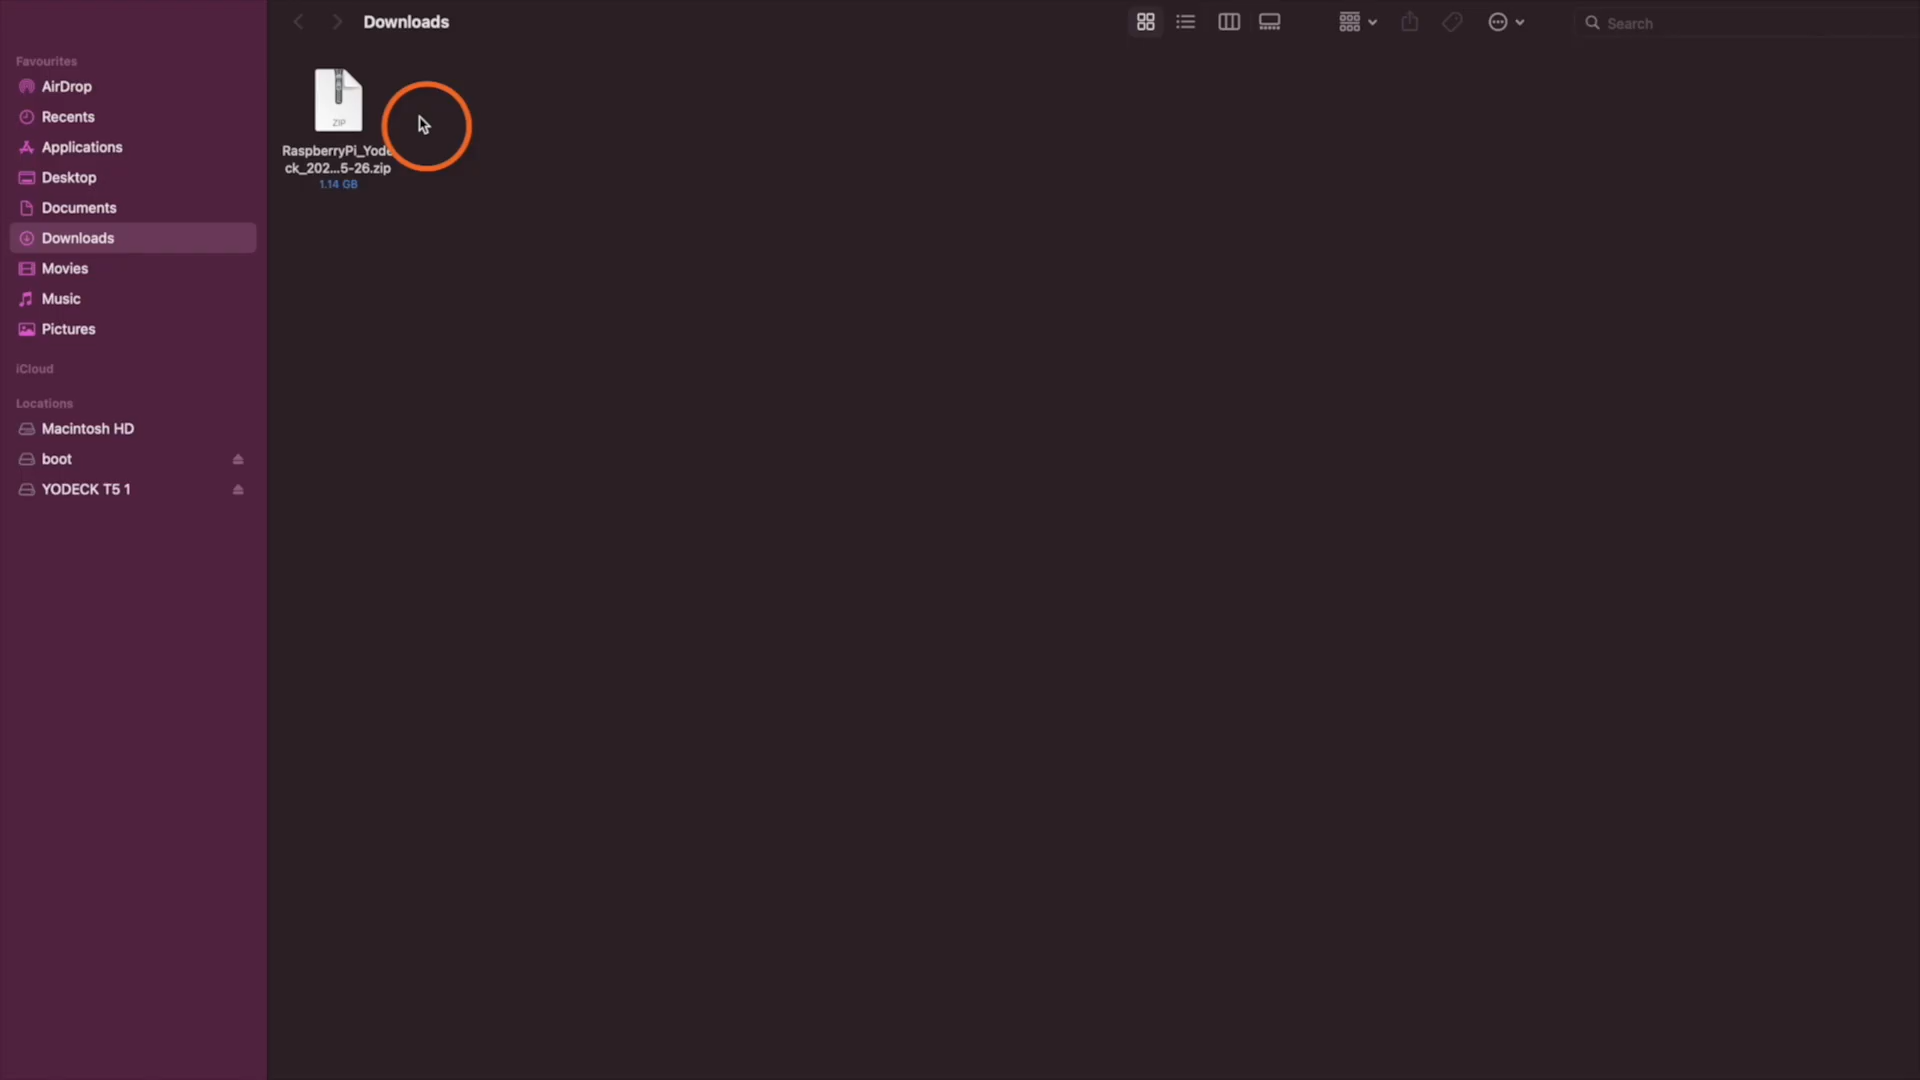 Downloads
Search
Favourites
AirDrop
Recents
Applications
Desktop
Documents
Downloads
Movies
Music
Pictures
iCloud
Locations
Macintosh HD
boot
YODECK T5 1
ZIP
RaspberryPi_Yode
ck_202...5-26.zip
1.14 GB